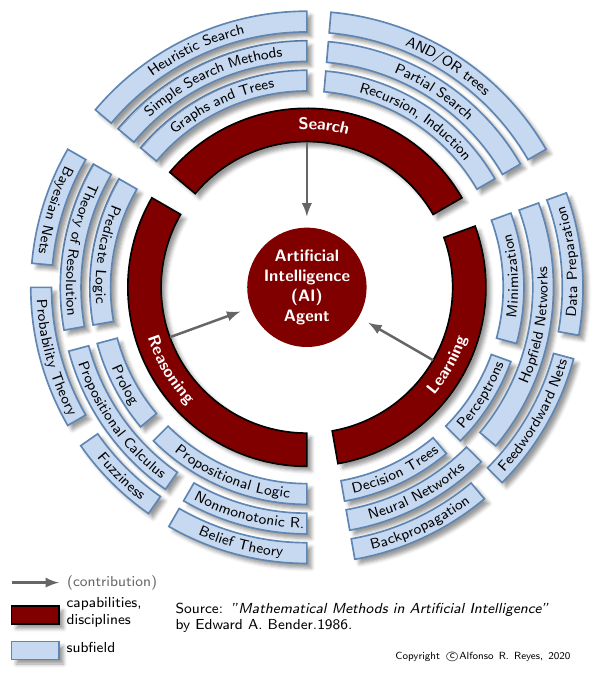 Heuristic Search
Simple Search Methods
Graphs and Trees
AND/OR trees
Partial Search
Recursion, Induction
Search
Artificial
Intelligence
(AI)
Agent
Reasoning
Learning
Bayesian Nets
Theory of Resolution
Predicate Logic
Probability Theory
Prolog
Propositional Calculus
Fuzziness
Propositional Logic
Nonmonotonic R.
Belief Theory
Minimization
Hopfield Networks
Data Preparation
Perceptrons
Feedwordward Nets
Decision Trees
Neural Networks
Backpropagation
(contribution)
capabilities,
disciplines
subfield
Source: "Mathematical Methods in Artificial Intelligence"
by Edward A. Bender.1986.
Copyright ©Alfonso R. Reyes, 2020